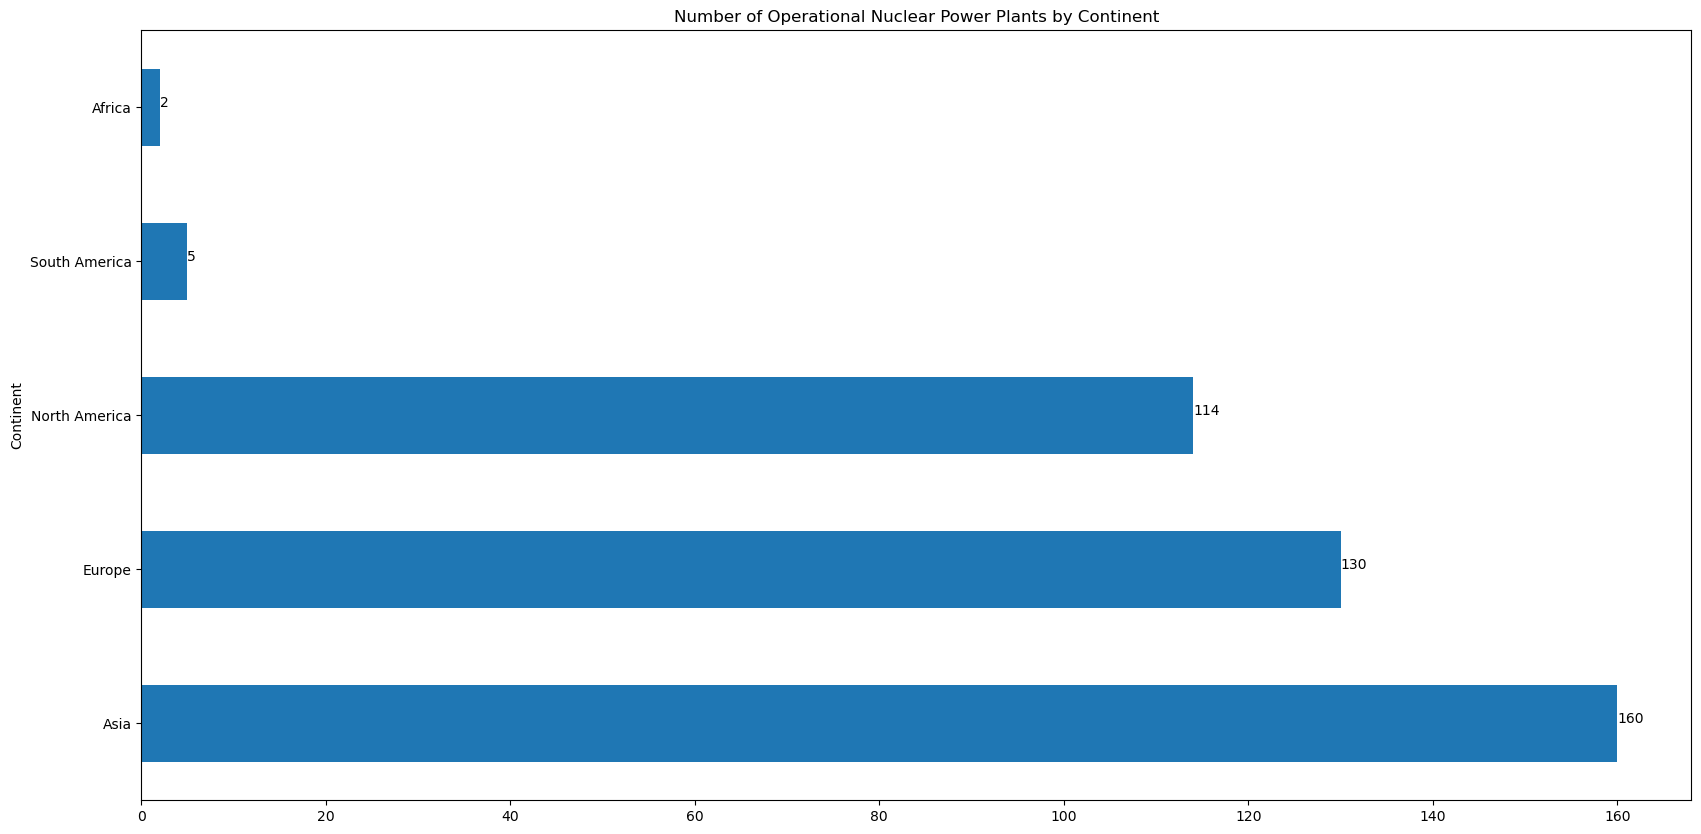 Number of Operational Nuclear Power Plants by Continent
Continent
Africa
2
South America
5
North America
114
Europe
130
Asia
160
0 20 40 60 80 100 120 140 160